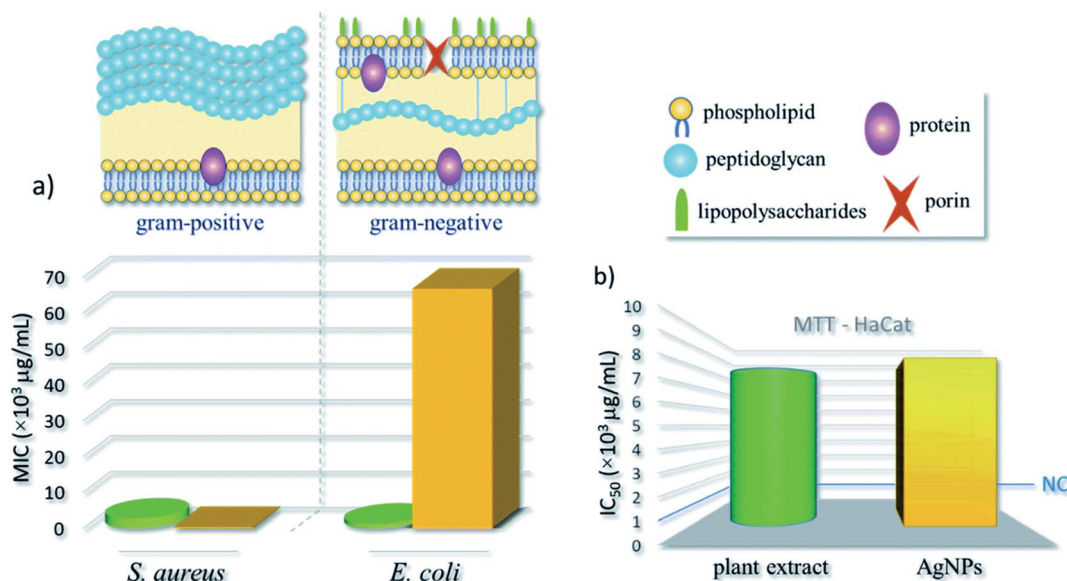 a)
gram-positive
gram-negative
phospholipid
protein
peptidoglycan
lipopolysaccharides
porin
MIC (×10³ µg/mL)
70
60
50
40
30
20
10
0
S. aureus
E. coli
b)
MTT - HaCat
IC₅₀ (×10³ µg/mL)
10
9
8
7
6
5
4
3
2
1
0
NC
plant extract
AgNPs